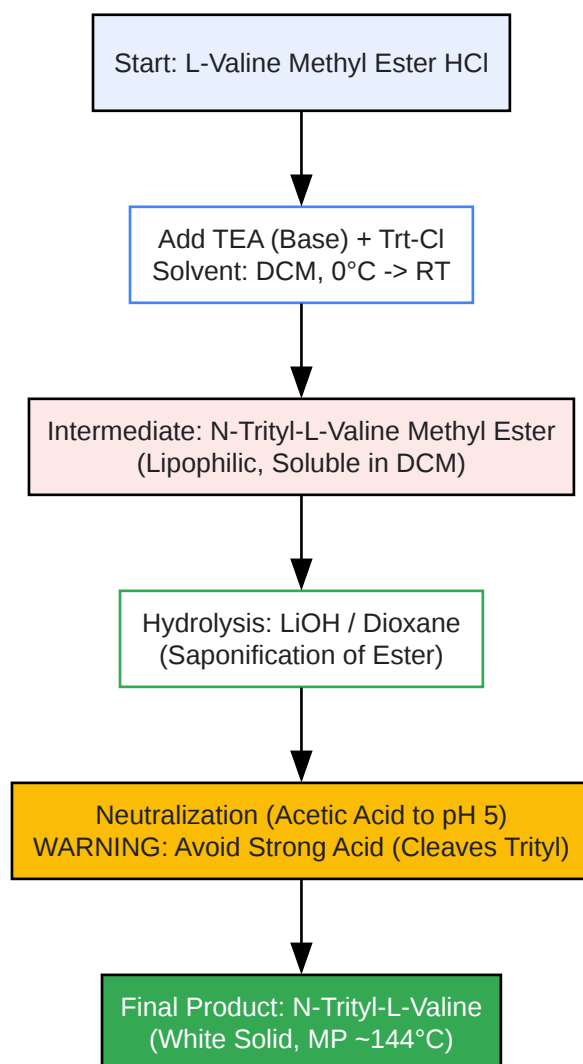 Start: L-Valine Methyl Ester HCl
Add TEA (Base) + Trt-Cl
Solvent: DCM, 0°C -> RT
Intermediate: N-Trityl-L-Valine Methyl Ester
(Lipophilic, Soluble in DCM)
Hydrolysis: LiOH / Dioxane
(Saponification of Ester)
Neutralization (Acetic Acid to pH 5)
WARNING: Avoid Strong Acid (Cleaves Trityl)
Final Product: N-Trityl-L-Valine
(White Solid, MP ~144°C)